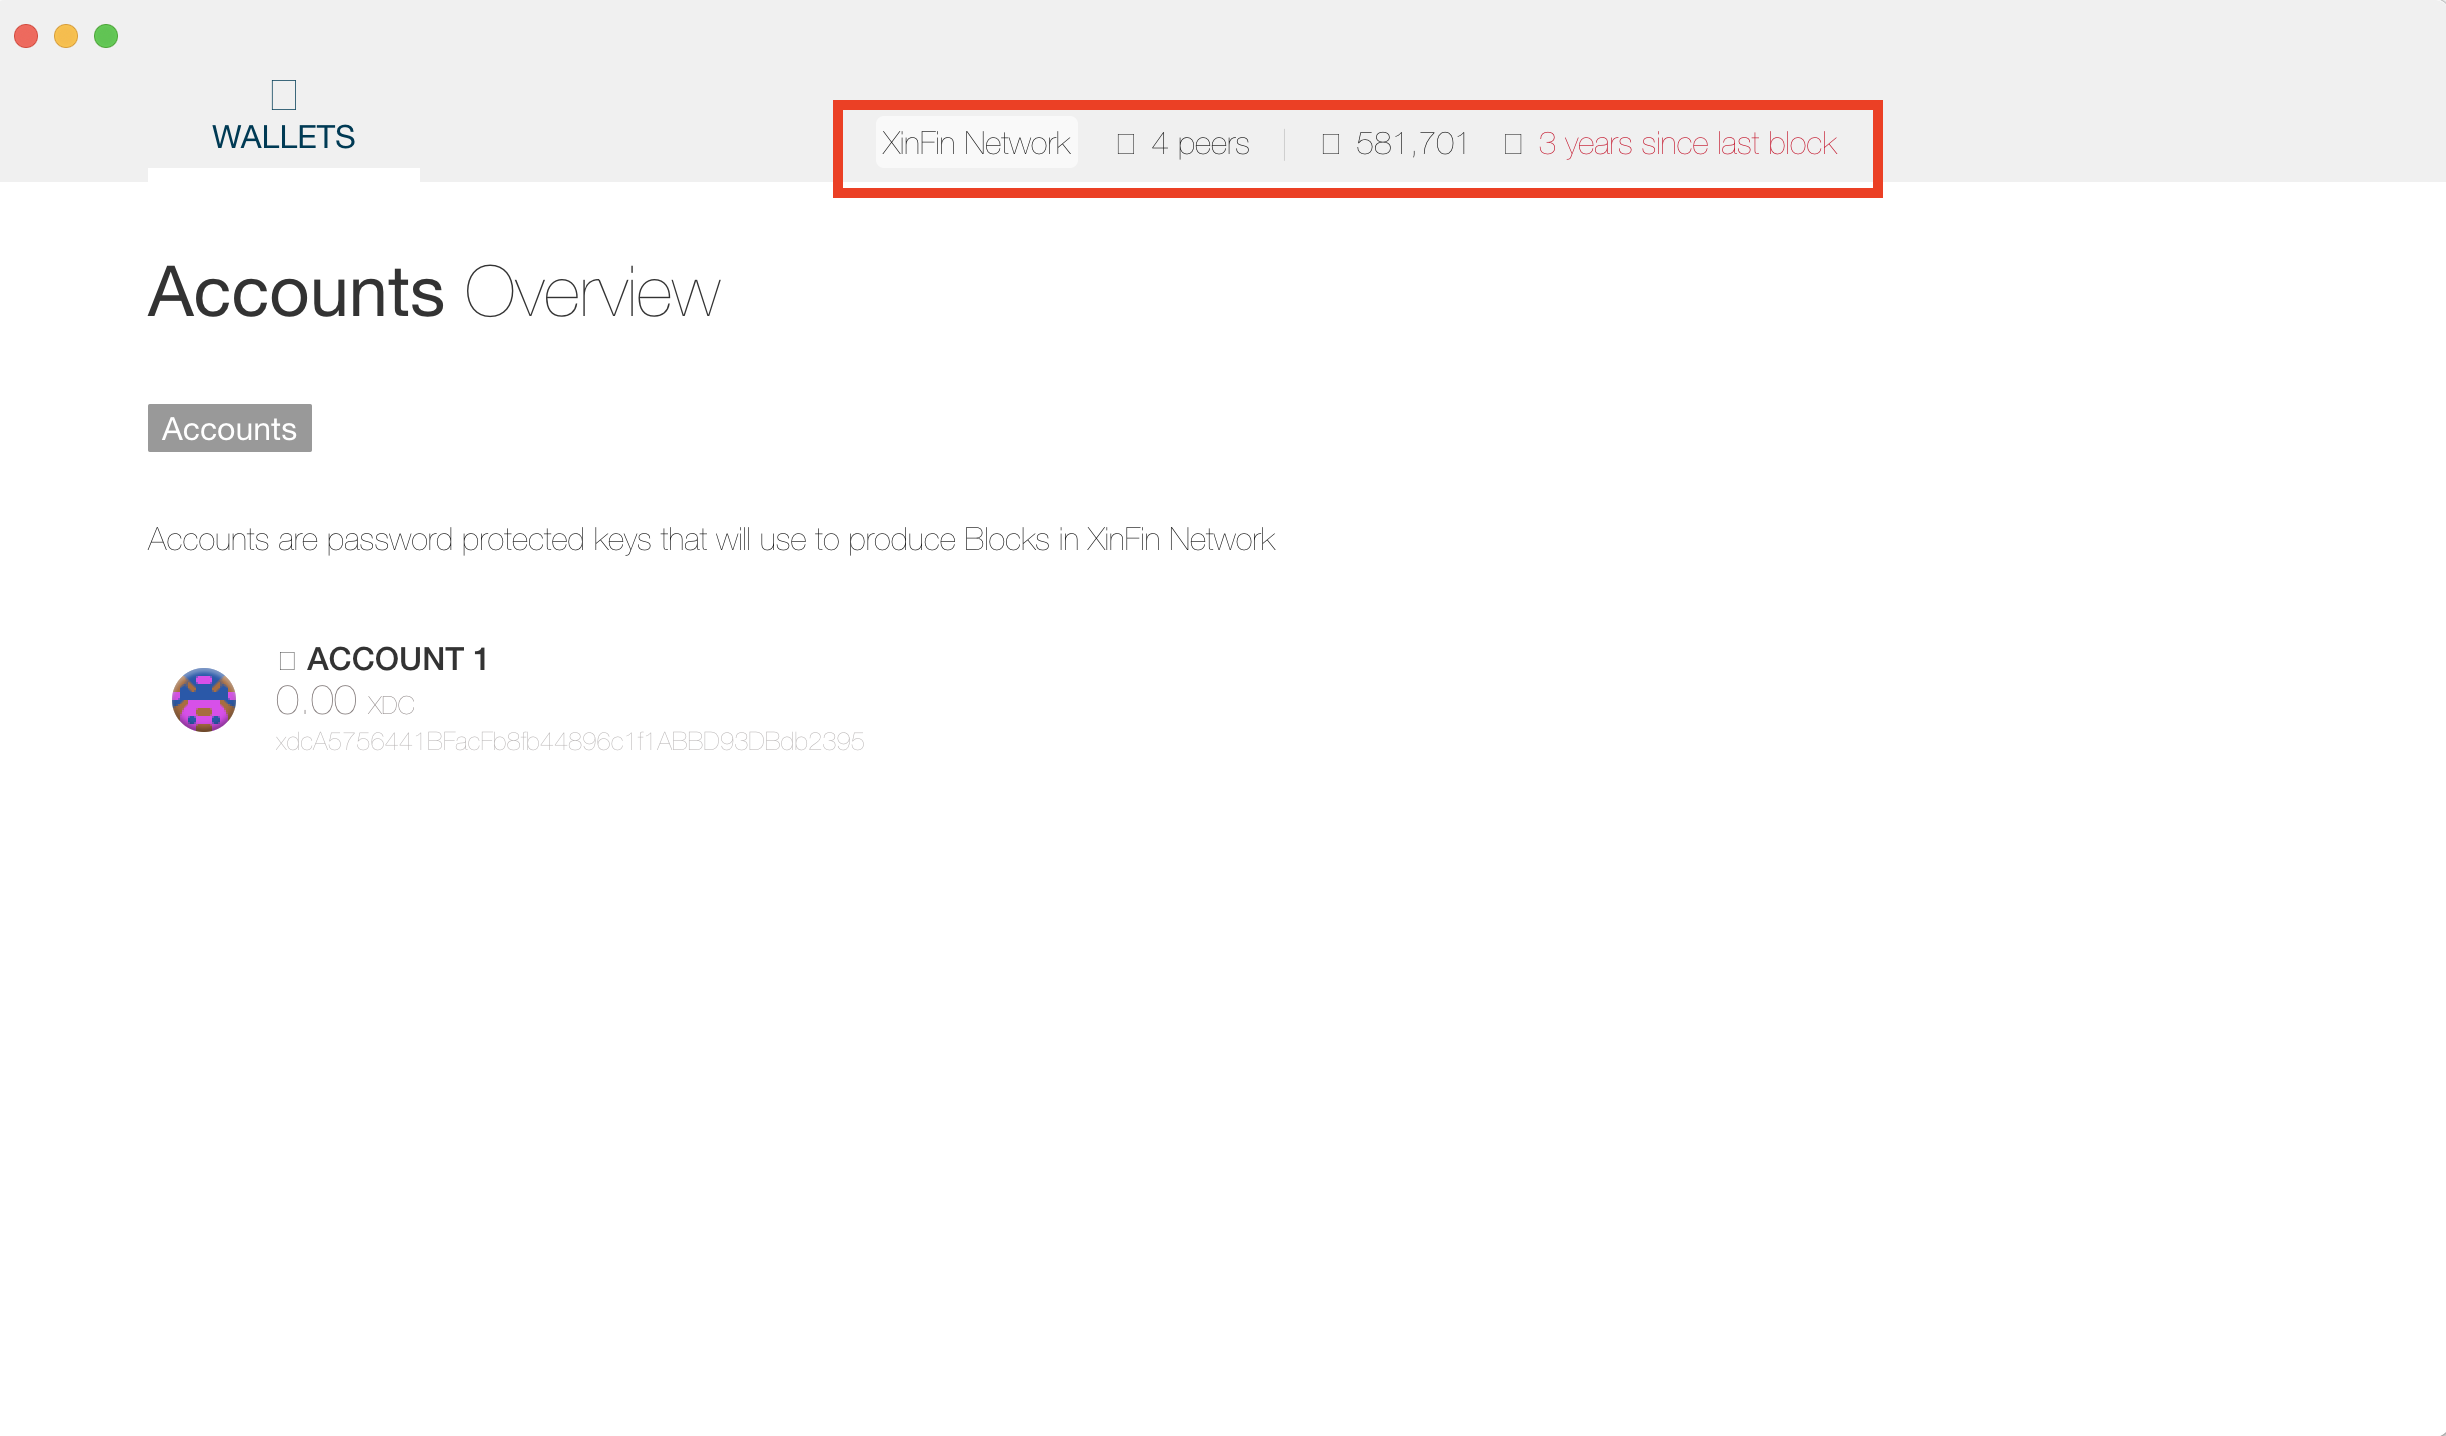 WALLETS
XinFin Network 4 peers 581,701 3 years since last block
Accounts Overview
Accounts
Accounts are password protected keys that will use to produce Blocks in XinFin Network
ACCOUNT 1
0.00 XDC
xdcA5756441BFacFb8fb44896c1f1ABBD93DBdb2395